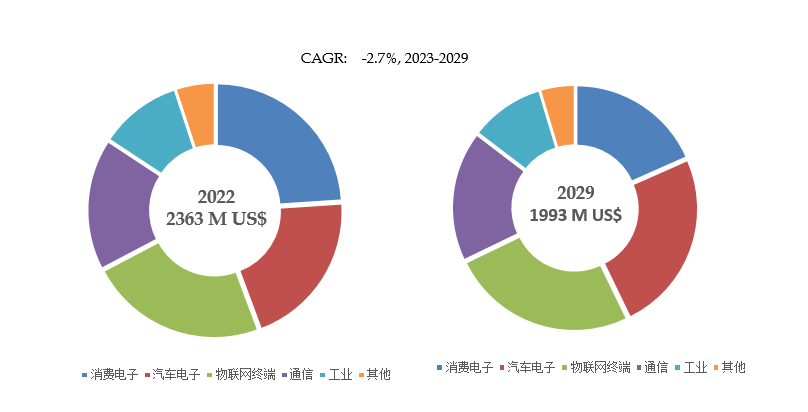 CAGR: -2.7%, 2023-2029
2022
2363 M US$
2029
1993 M US$
消费电子 汽车电子 物联网终端 通信 工业 其他
消费电子 汽车电子 物联网终端 通信 工业 其他